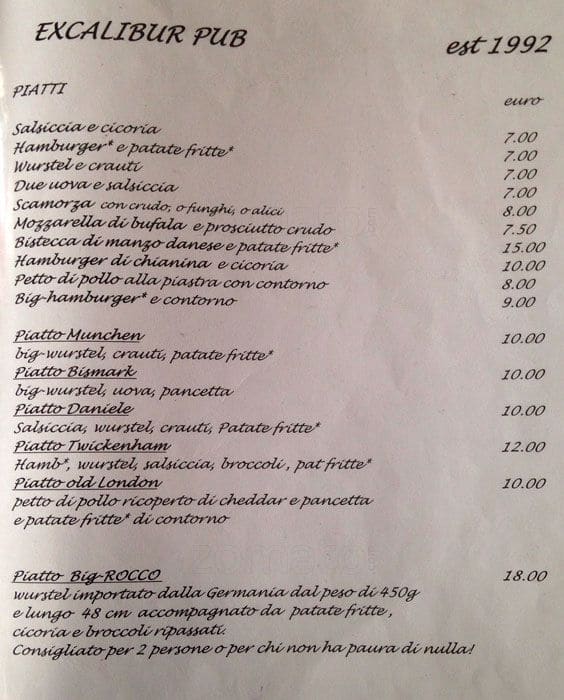 EXCALIBUR PUB est 1992
PIATTI euro
Salsiccia e cicoria 7.00
Hamburger* e patate fritte* 7.00
Wurstel e crauti 7.00
Due uova e salsiccia 7.00
Scamorza con crudo, o funghi, o alici 8.00
Mozzarella di bufala e prosciutto crudo 7.50
Bistecca di manzo danese e patate fritte* 15.00
Hamburger di chianina e cicoria 10.00
Petto di pollo alla piastra con contorno 8.00
Big-hamburger* e contorno 9.00
Piatto Munchen 10.00
big-wurstel, crauti, patate fritte*
Piatto Bismark 10.00
big-wurstel, uova, pancetta
Piatto Daniele 10.00
Salsiccia, wurstel, crauti, Patate fritte*
Piatto Twickenham 12.00
Hamb*, wurstel, salsiccia, broccoli, pat fritte*
Piatto old London 10.00
petto di pollo ricoperto di cheddar e pancetta
e patate fritte* di contorno
Piatto Big-ROCCO 18.00
wurstel importato dalla Germania dal peso di 450g
e lungo 48 cm accompagnato da patate fritte,
cicoria e broccoli ripassati.
Consigliato per 2 persone o per chi non ha paura di nulla!